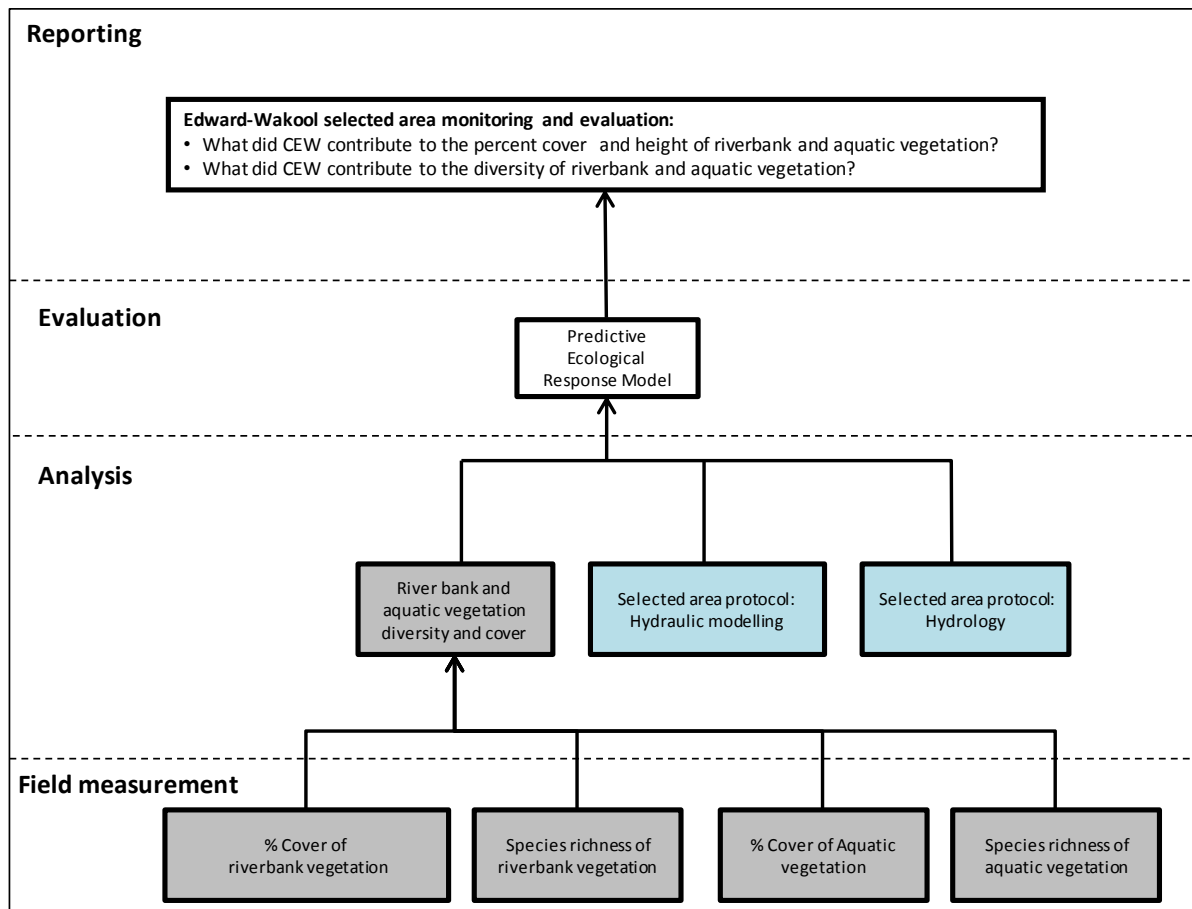 Reporting
Edward-Wakool selected area monitoring and evaluation:
• What did CEW contribute to the percent cover and height of riverbank and aquatic vegetation?
• What did CEW contribute to the diversity of riverbank and aquatic vegetation?
Evaluation
Predictive
Ecological
Response Model
Analysis
River bank and
aquatic vegetation
diversity and cover
Selected area protocol:
Hydraulic modelling
Selected area protocol:
Hydrology
Field measurement
% Cover of
riverbank vegetation
Species richness of
riverbank vegetation
% Cover of Aquatic
vegetation
Species richness of
aquatic vegetation